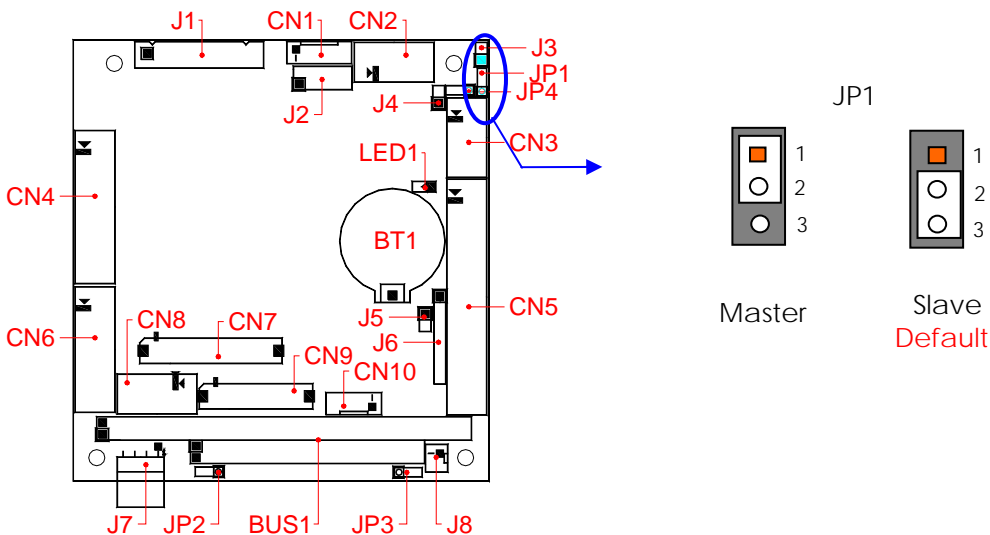 J1
CN1
CN2
J3
JP1
JP4
J2
J4
CN3
LED1
CN4
BT1
CN5
J5
J6
CN6
CN8
CN7
CN9
CN10
J7
JP2
BUS1
JP3
J8
JP1
1
2
3
1
2
3
Master
Slave
Default